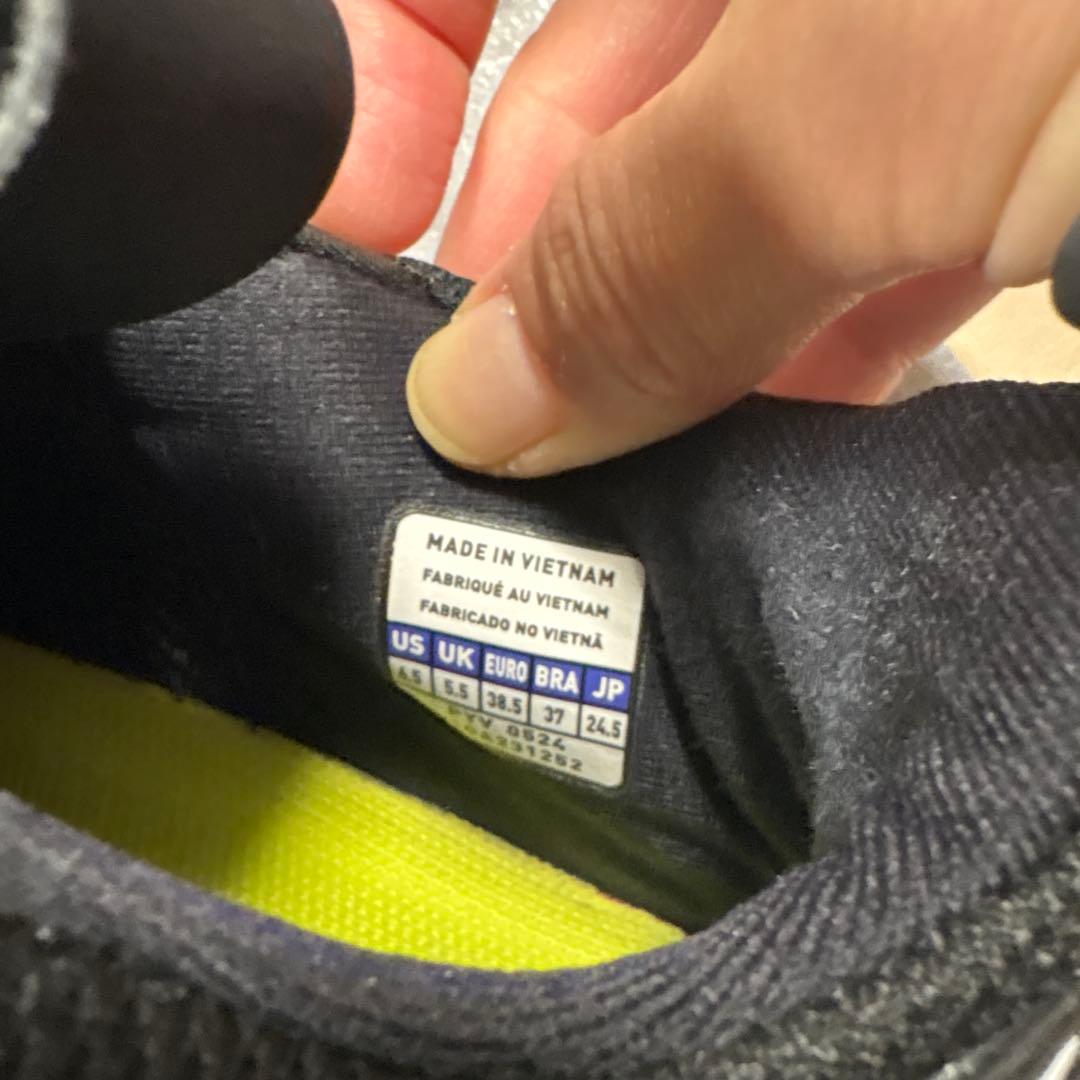 MADE IN VIETNAM
FABRIQUÉ AU VIETNAM
FABRICADO NO VIETNÃ
US UK EURO BRA JP
6.5 5.5 38.5 37 24.5
0524